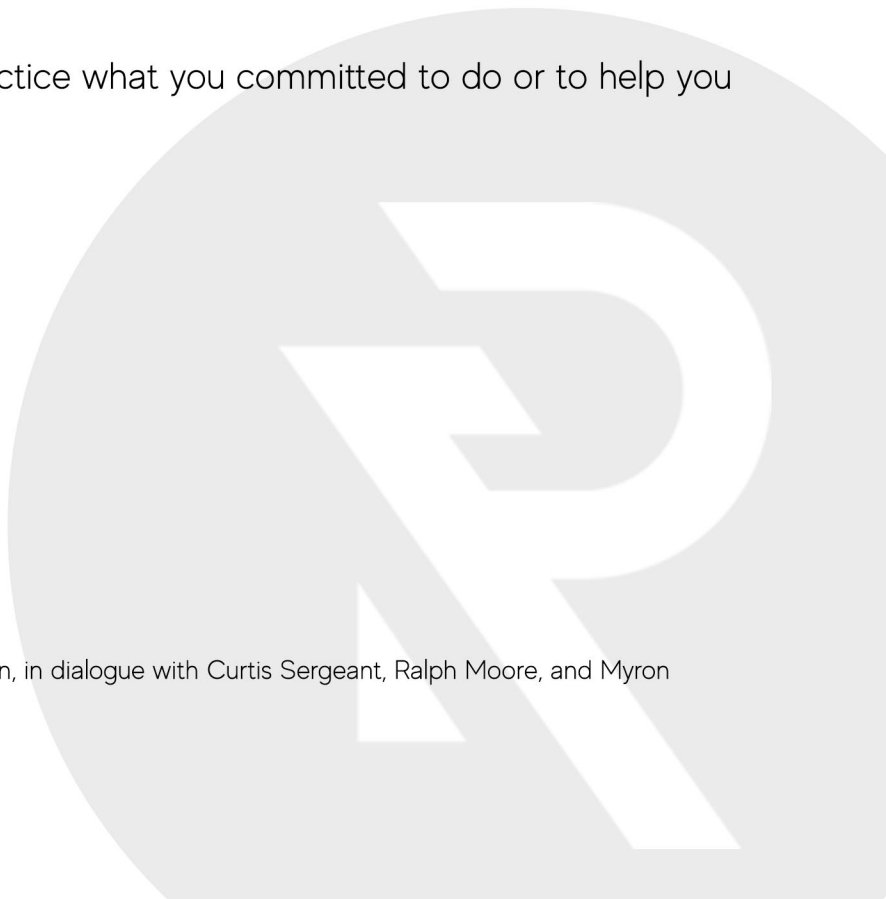 ctice what you committed to do or to help you
n, in dialogue with Curtis Sergeant, Ralph Moore, and Myron